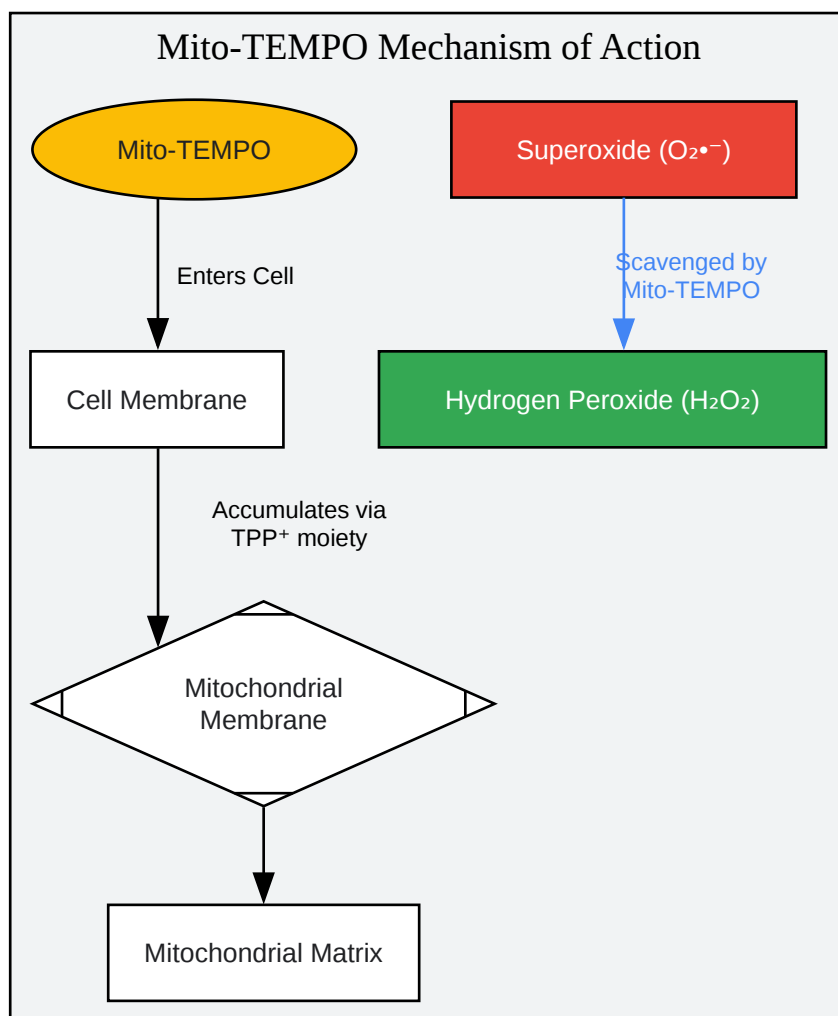 Mito-TEMPO Mechanism of Action
Mito-TEMPO
Superoxide (O₂•⁻)
Enters Cell
Scavenged by
Mito-TEMPO
Cell Membrane
Hydrogen Peroxide (H₂O₂)
Accumulates via
TPP⁺ moiety
Mitochondrial
Membrane
Mitochondrial Matrix